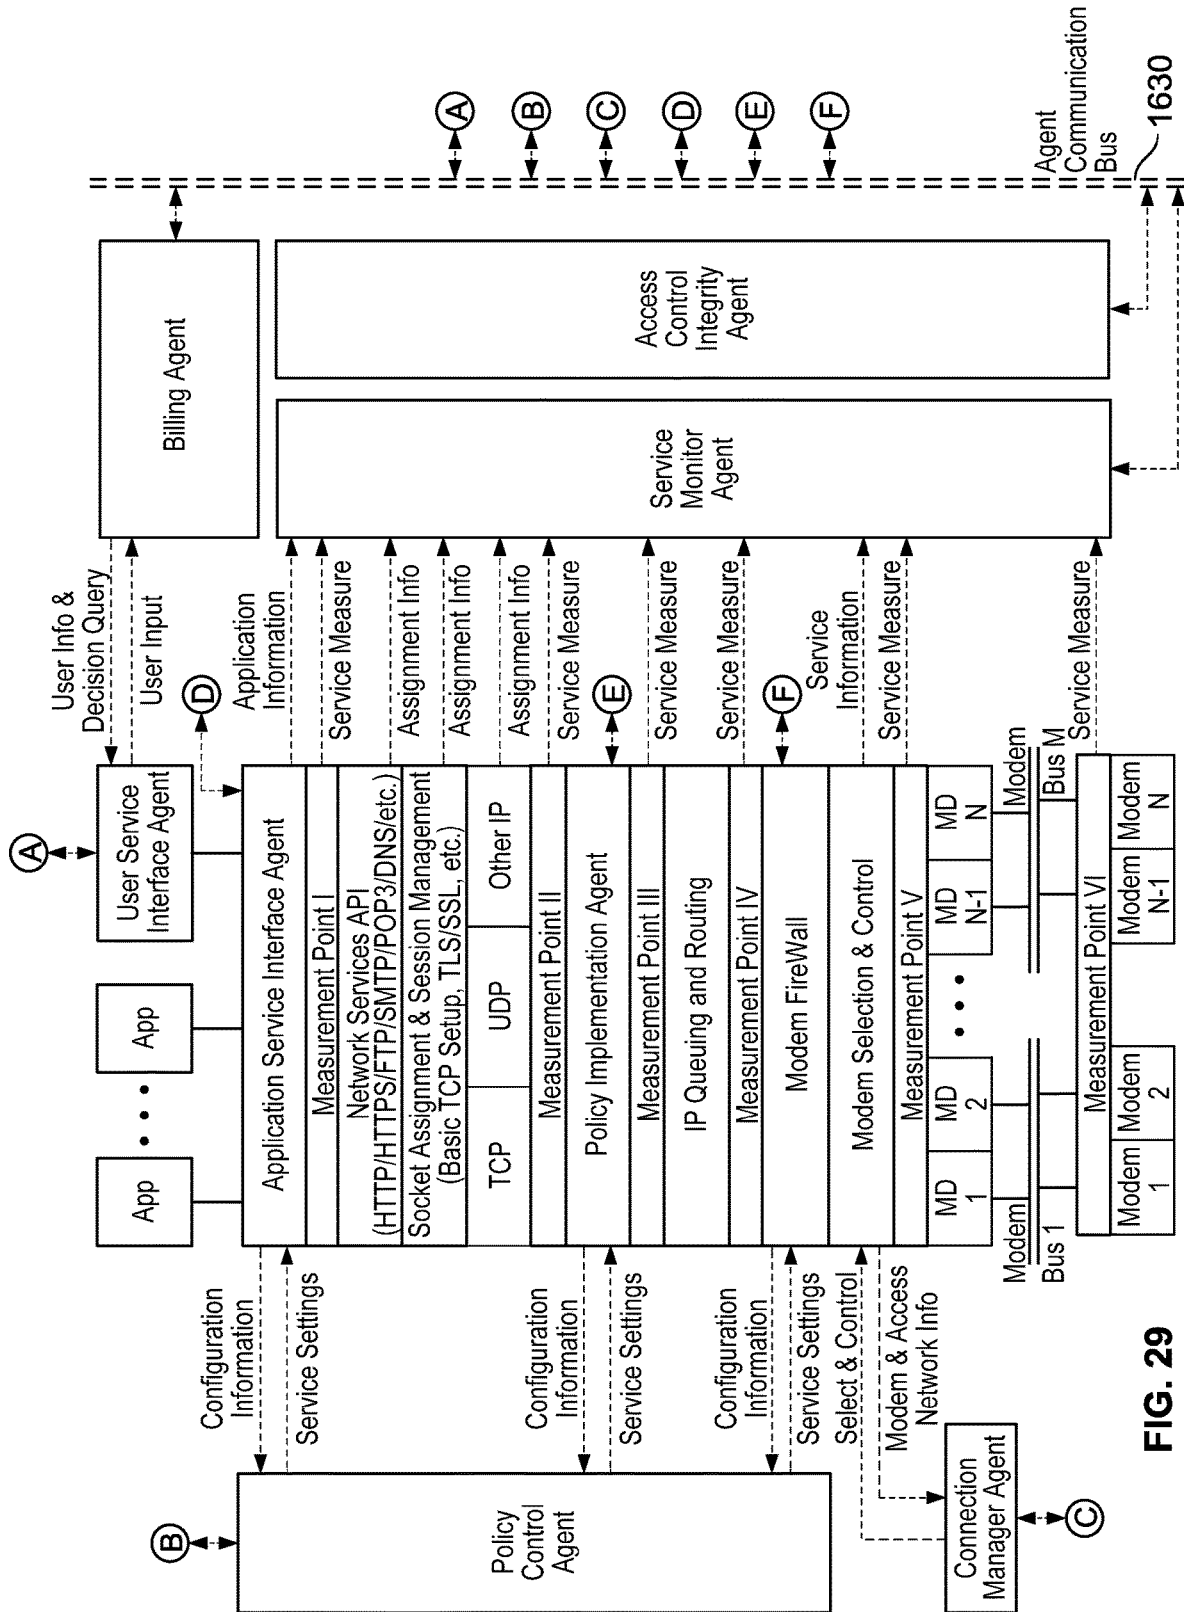 A
B
C
D
E
F
Agent
Communication
Bus
1630
Billing Agent
Access
Control
Integrity
Agent
Service
Monitor
Agent
User Info &
Decision Query
User Input
D
Application
Information
Service Measure
Assignment Info
Assignment Info
Assignment Info
Service Measure
E
Service Measure
Service Measure
F
Service
Information
Service Measure
Service Measure
A
User Service
Interface Agent
App
• • •
App
Application Service Interface Agent
Measurement Point I
Network Services API
(HTTP/HTTPS/FTP/SMTP/POP3/DNS/etc.)
Socket Assignment & Session Management
(Basic TCP Setup, TLS/SSL, etc.)
TCP
UDP
Other IP
Measurement Point II
Policy Implementation Agent
Measurement Point III
IP Queuing and Routing
Measurement Point IV
Modem FireWall
Modem Selection & Control
Measurement Point V
MD
1
MD
2
• • •
MD
N-1
MD
N
Modem
Bus 1
Modem
Bus M
Measurement Point VI
Modem
1
Modem
2
Modem
N-1
Modem
N
Configuration
Information
Service Settings
Configuration
Information
Service Settings
Configuration
Information
Service Settings
Select & Control
Modem & Access
Network Info
B
Policy
Control
Agent
Connection
Manager Agent
C
FIG. 29